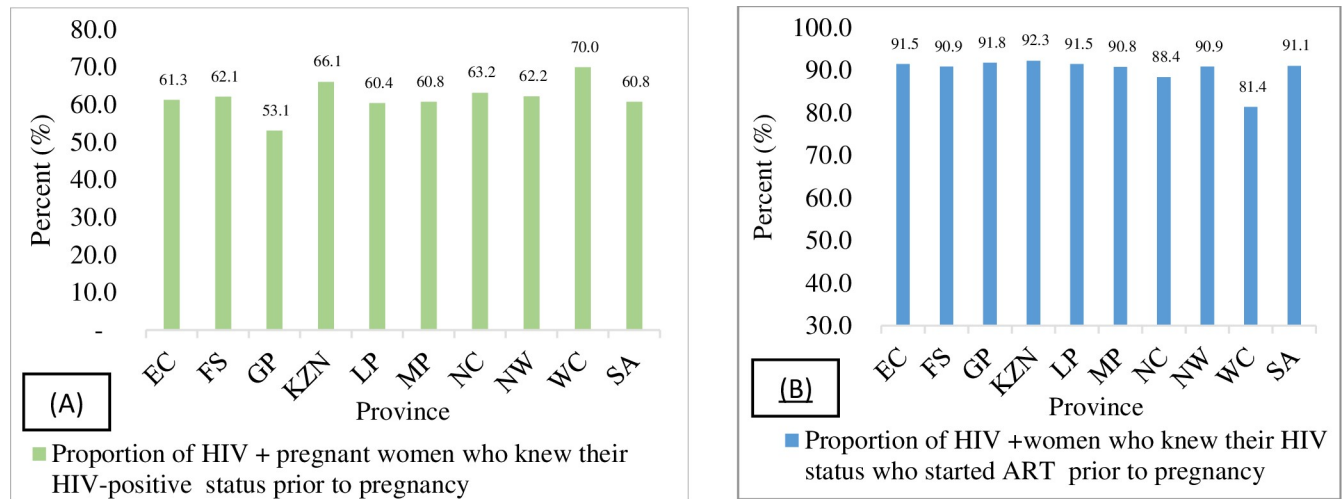 80.0
70.0
60.0
50.0
40.0
30.0
20.0
10.0
-
Percent (%)
61.3
62.1
53.1
66.1
60.4
60.8
63.2
62.2
70.0
60.8
EC
FS
GP
KZN
LP
MP
NC
NW
WC
SA
Province
(A)
Proportion of HIV + pregnant women who knew their
HIV-positive status prior to pregnancy
100.0
90.0
80.0
70.0
60.0
50.0
40.0
30.0
Percent (%)
91.5
90.9
91.8
92.3
91.5
90.8
88.4
90.9
81.4
91.1
EC
FS
GP
KZN
LP
MP
NC
NW
WC
SA
Province
(B)
Proportion of HIV +women who knew their HIV
status who started ART prior to pregnancy